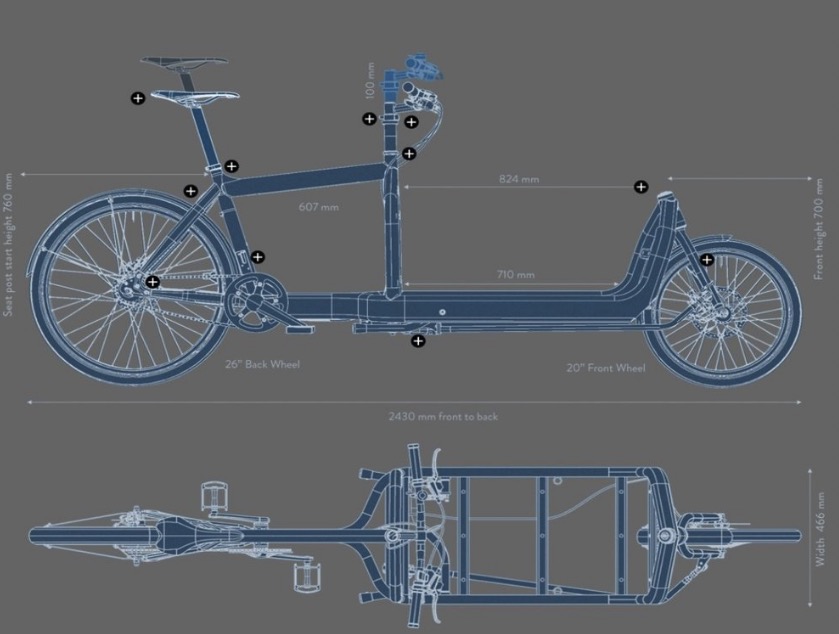 100 mm
824 mm
Seat post start height 760 mm
607 mm
Front height 700 mm
710 mm
26" Back Wheel
20" Front Wheel
2430 mm front to back
Width 466 mm